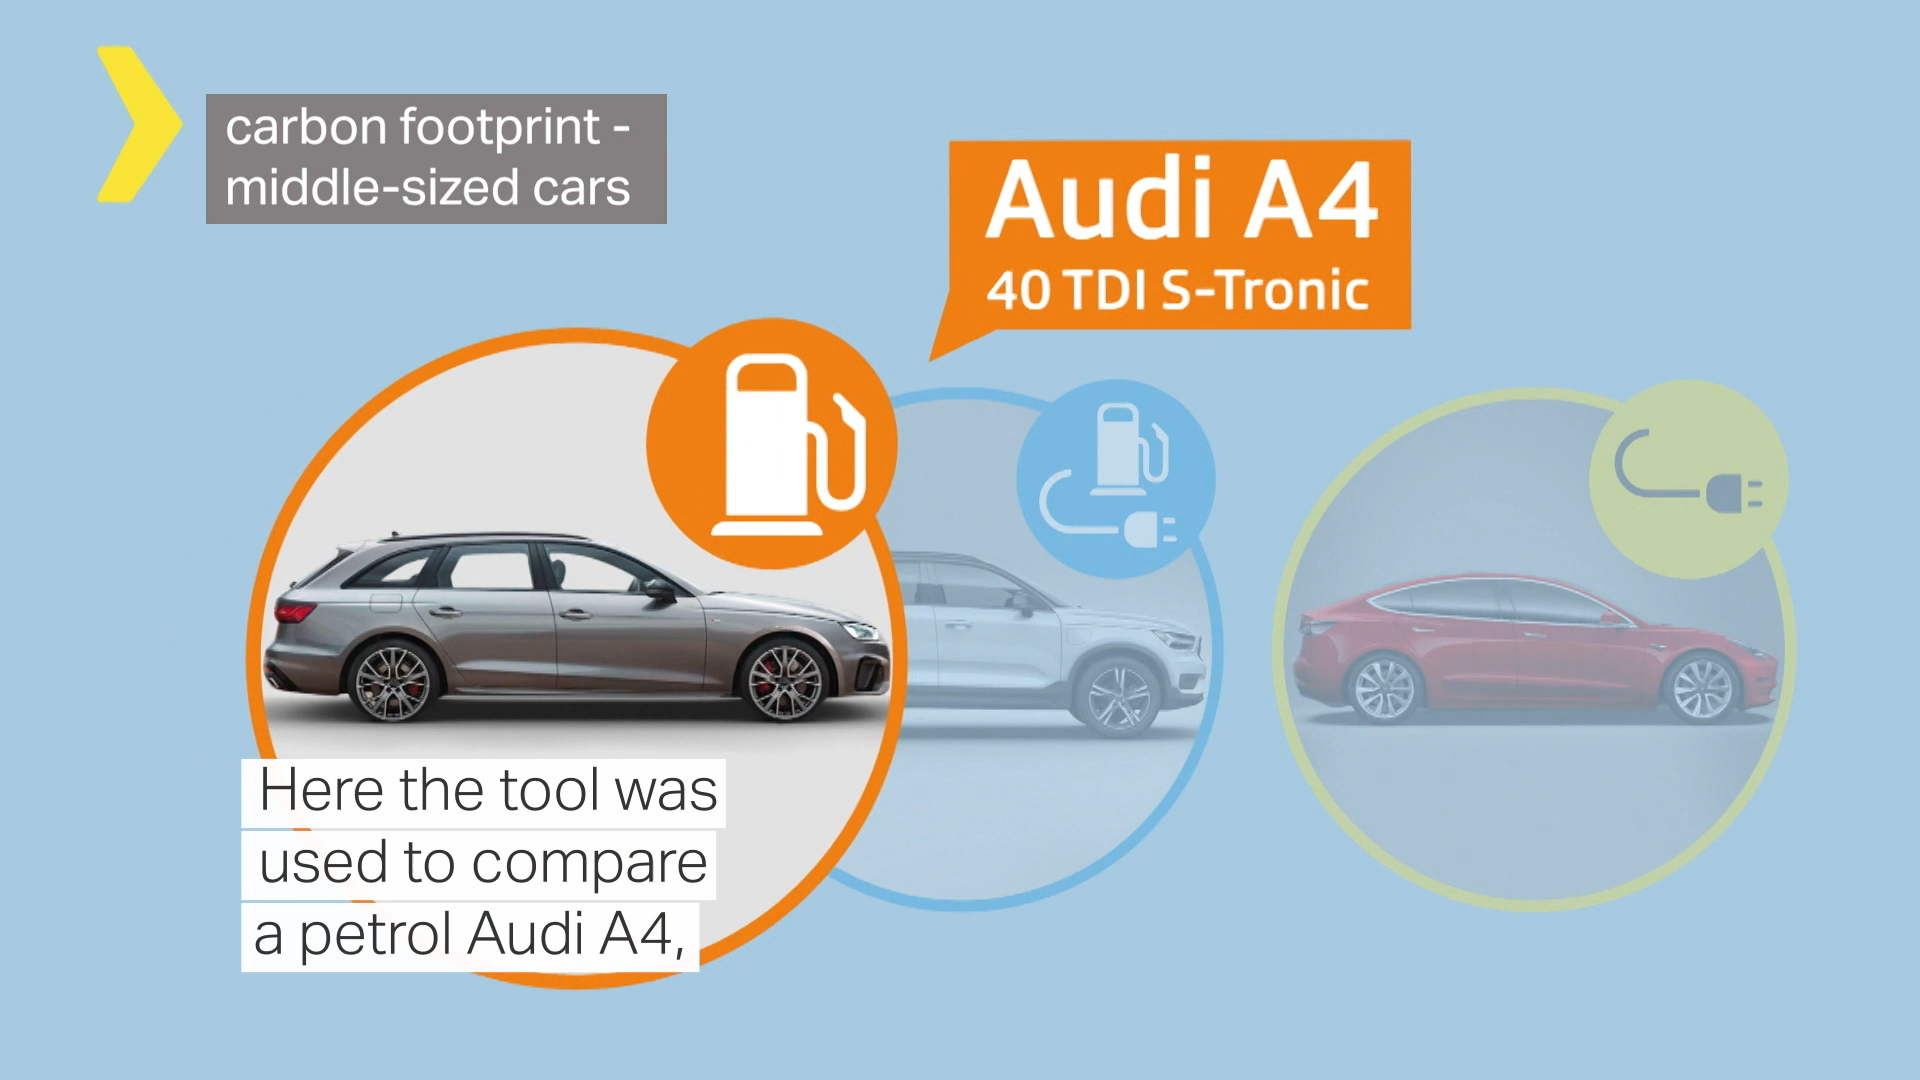 carbon footprint -
middle-sized cars
Audi A4
40 TDI S-Tronic
Here the tool was
used to compare
a petrol Audi A4,